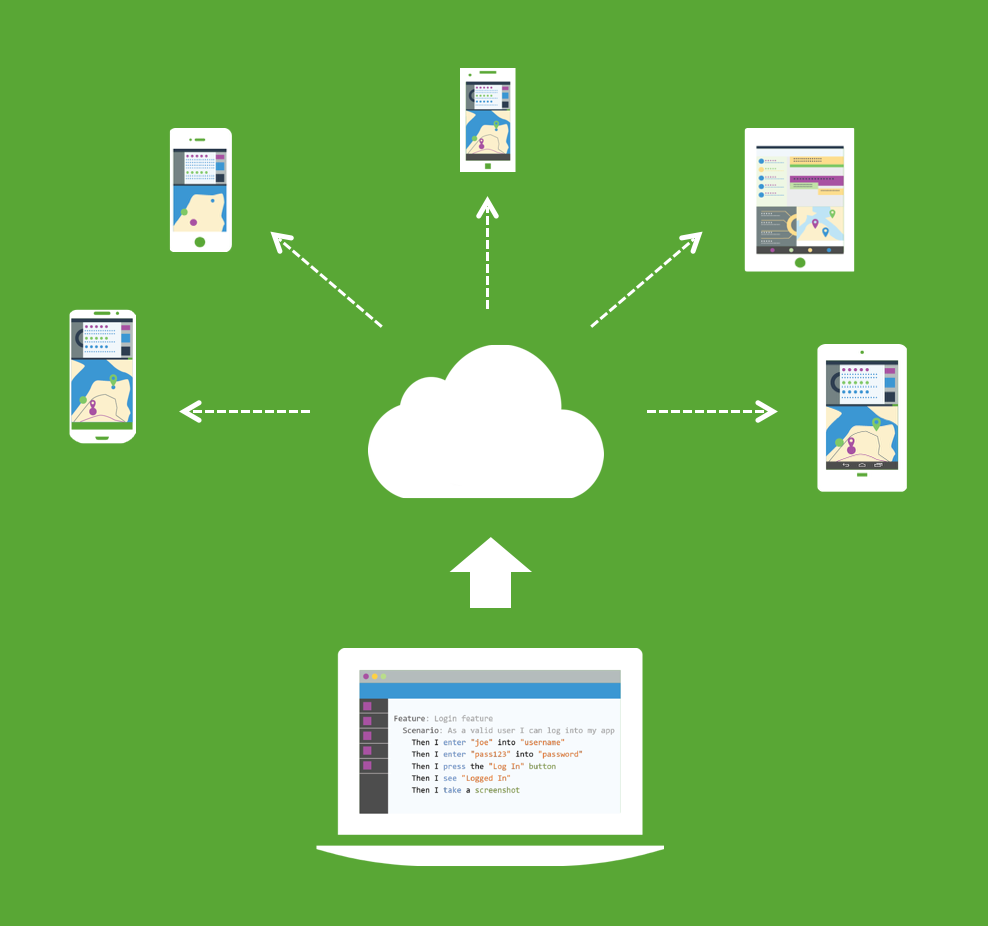 Feature: Login feature
Scenario: As a valid user I can log into my app
Then I enter "joe" into "username"
Then I enter "pass123" into "password"
Then I press the "Log In" button
Then I see "Logged In"
Then I take a screenshot